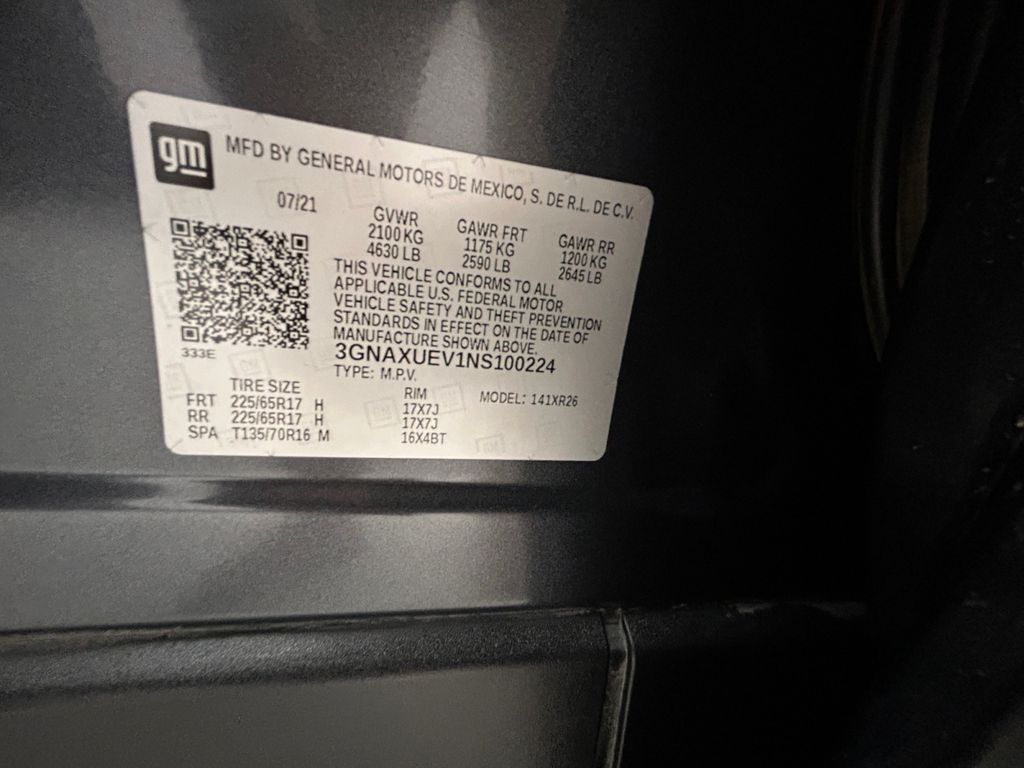 gm
MFD BY GENERAL MOTORS DE MEXICO, S. DE R.L. DE C.V.
07/21
GVWR GAWR FRT GAWR RR
2100 KG 1175 KG 1200 KG
4630 LB 2590 LB 2645 LB
THIS VEHICLE CONFORMS TO ALL
APPLICABLE U.S. FEDERAL MOTOR
VEHICLE SAFETY AND THEFT PREVENTION
STANDARDS IN EFFECT ON THE DATE OF
MANUFACTURE SHOWN ABOVE.
333E
3GNAXUEV1NS100224
TYPE: M.P.V.
TIRE SIZE RIM MODEL: 141XR26
FRT 225/65R17 H 17X7J
RR 225/65R17 H 17X7J
SPA T135/70R16 M 16X4BT